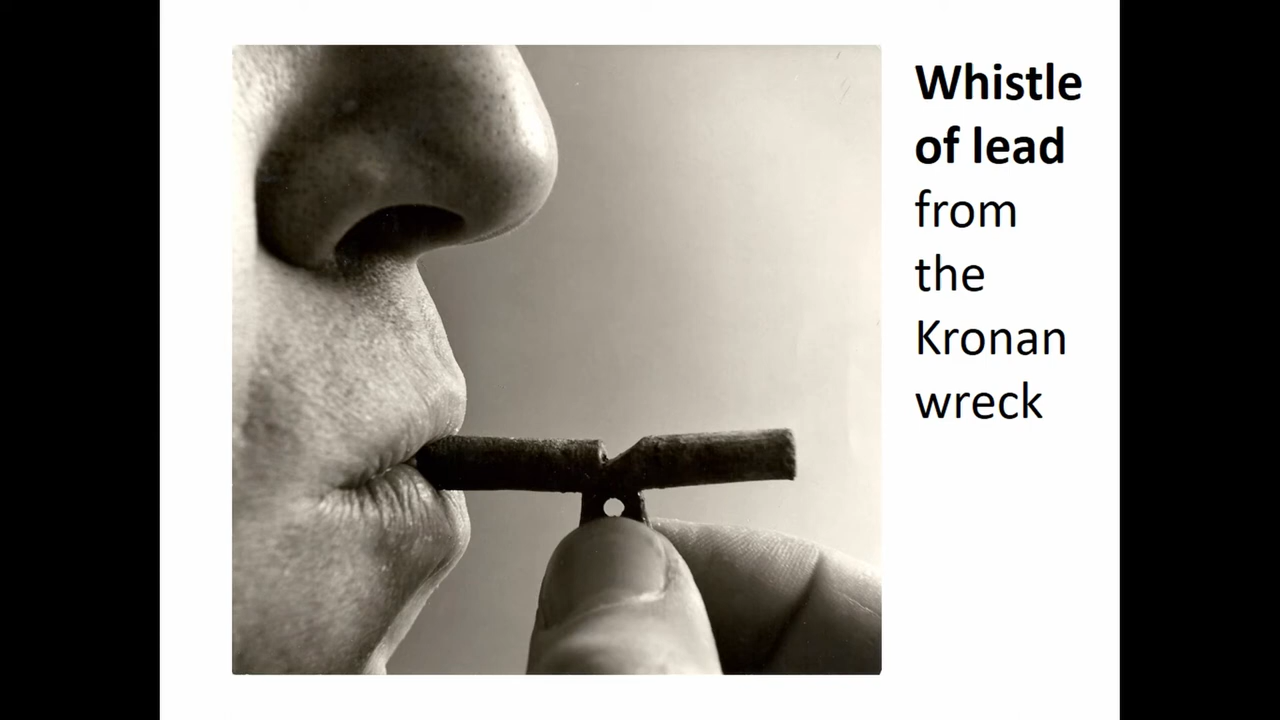 Whistle
of lead
from
the
Kronan
wreck